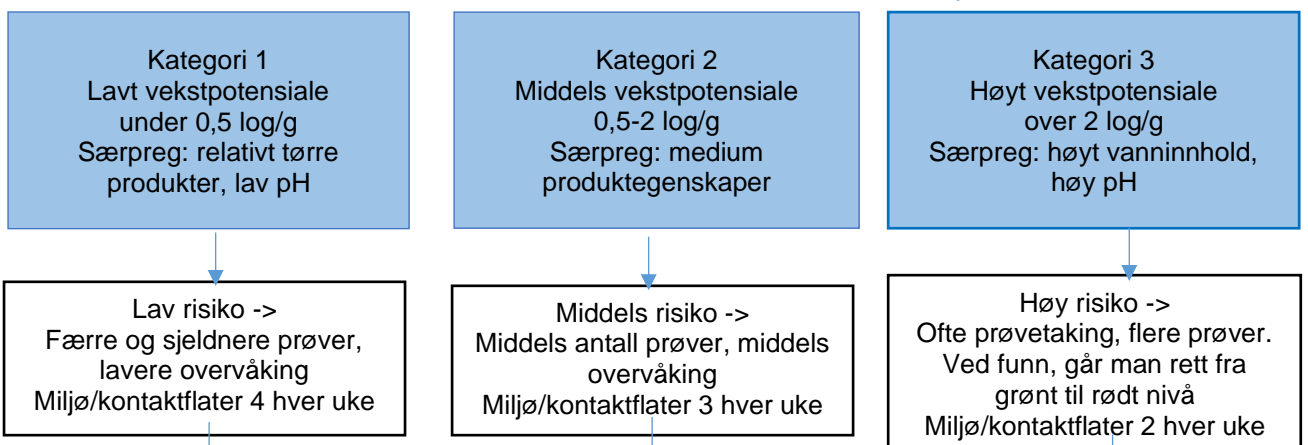 Kategori 1
Lavt vekstpotensiale
under 0,5 log/g
Særpreg: relativt tørre
produkter, lav pH
Kategori 2
Middels vekstpotensiale
0,5-2 log/g
Særpreg: medium
produktegenskaper
Kategori 3
Høyt vekstpotensiale
over 2 log/g
Særpreg: høyt vanninnhold,
høy pH
Lav risiko ->
Færre og sjeldnere prøver,
lavere overvåking
Miljø/kontaktflater 4 hver uke
Middels risiko ->
Middels antall prøver, middels
overvåking
Miljø/kontaktflater 3 hver uke
Høy risiko ->
Ofte prøvetaking, flere prøver.
Ved funn, går man rett fra
grønt til rødt nivå
Miljø/kontaktflater 2 hver uke